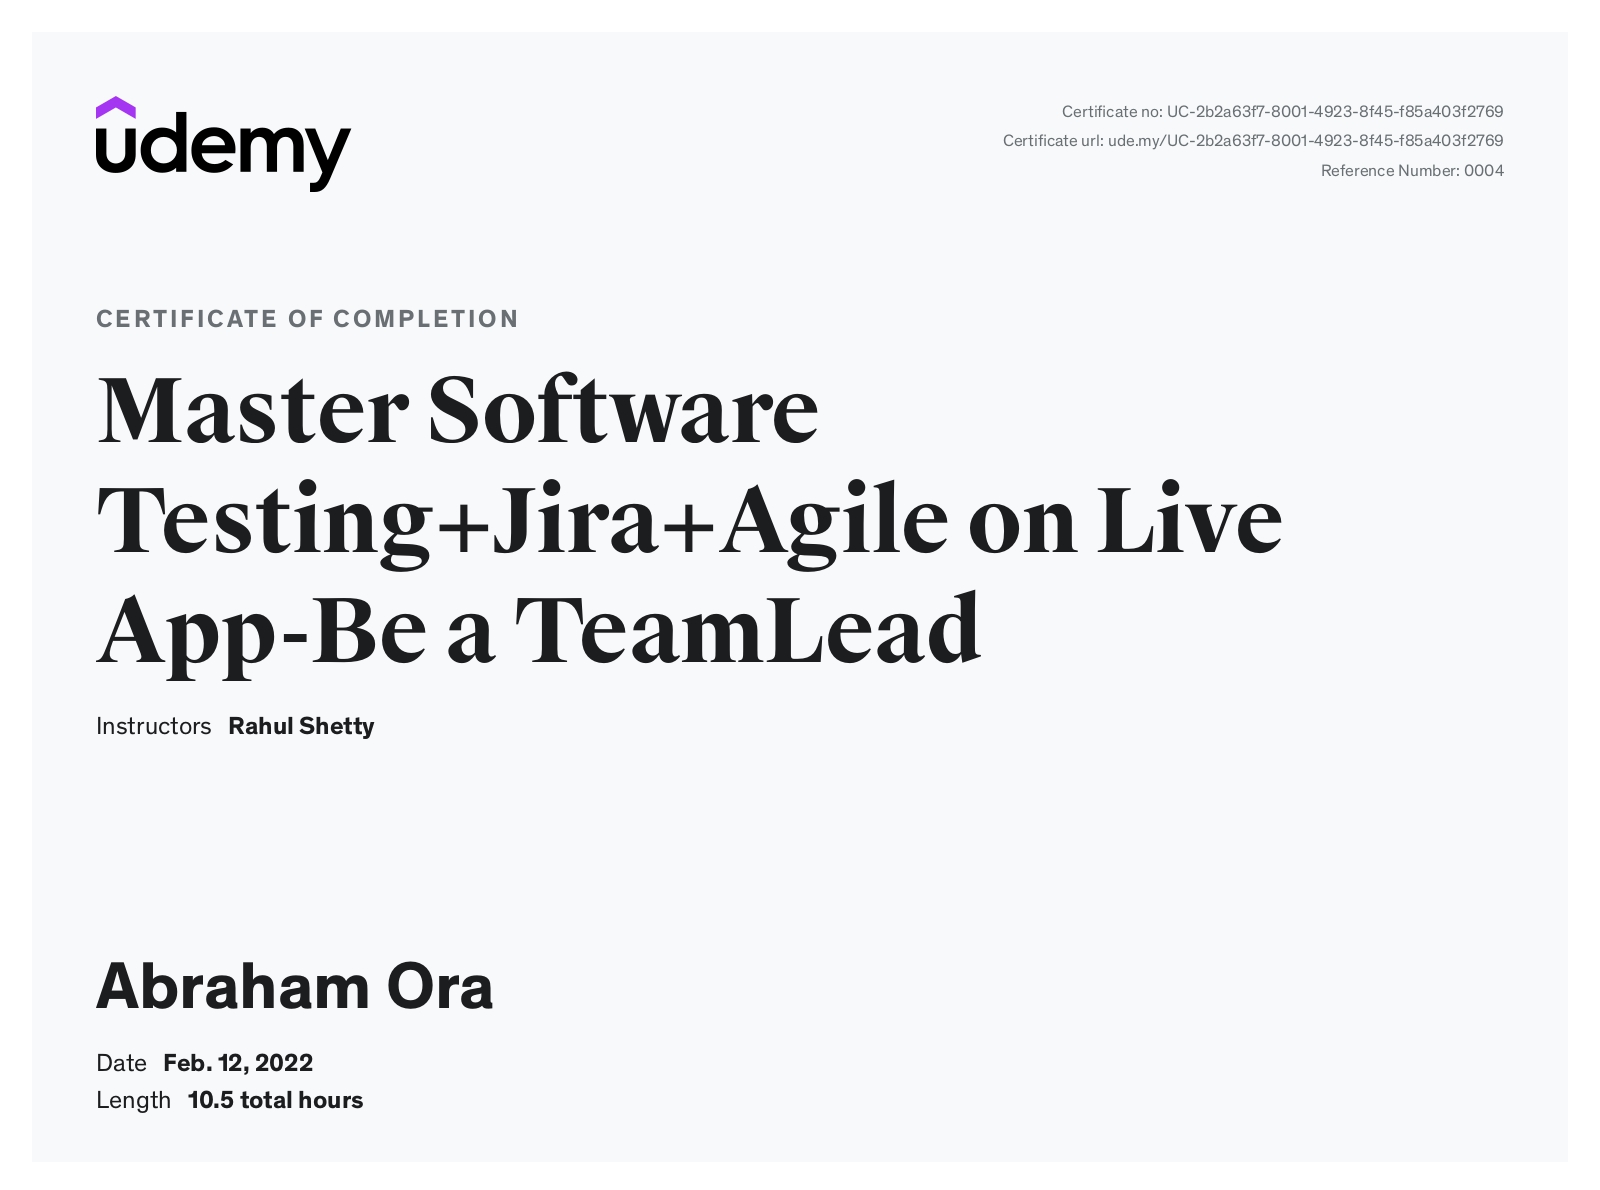 udemy
Certificate no: UC-2b2a63f7-8001-4923-8f45-f85a403f2769
Certificate url: ude.my/UC-2b2a63f7-8001-4923-8f45-f85a403f2769
Reference Number: 0004
CERTIFICATE OF COMPLETION
Master Software
Testing+Jira+Agile on Live
App-Be a TeamLead
Instructors Rahul Shetty
Abraham Ora
Date Feb. 12, 2022
Length 10.5 total hours